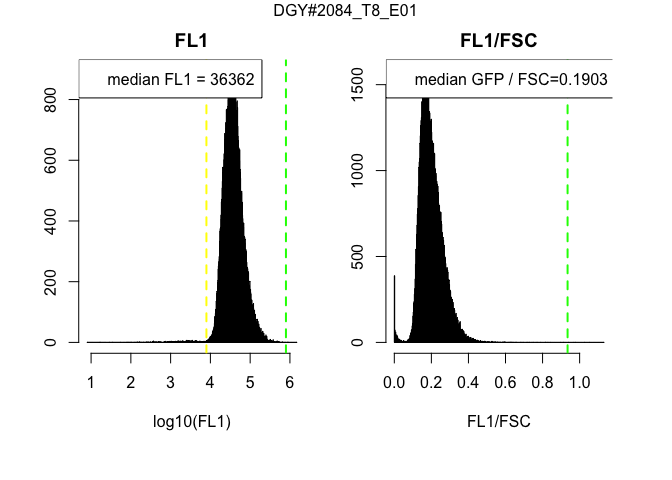 DGY#2084_T8_E01
FL1
median FL1 = 36362
800
600
400
200
0
1 2 3 4 5 6
log10(FL1)
FL1/FSC
median GFP / FSC=0.1903
1500
1000
500
0
0.0 0.2 0.4 0.6 0.8 1.0
FL1/FSC